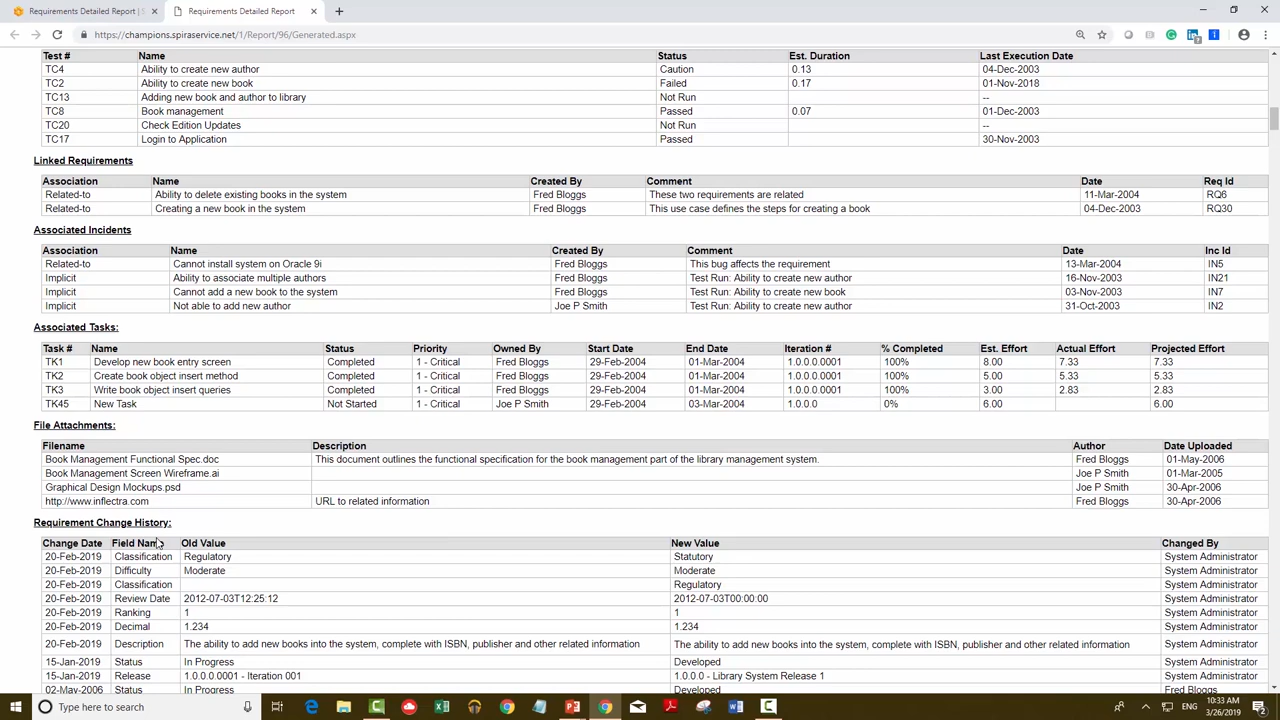 Requirements Detailed Report | S
Requirements Detailed Report
https://champions.spiraservice.net/1/Report/96/Generated.aspx
Test # Name Status Est. Duration Last Execution Date
TC4 Ability to create new author Caution 0.13 04-Dec-2003
TC2 Ability to create new book Failed 0.17 01-Nov-2018
TC13 Adding new book and author to library Not Run --
TC8 Book management Passed 0.07 01-Dec-2003
TC20 Check Edition Updates Not Run --
TC17 Login to Application Passed 30-Nov-2003
Linked Requirements
Association Name Created By Comment Date Req Id
Related-to Ability to delete existing books in the system Fred Bloggs These two requirements are related 11-Mar-2004 RQ6
Related-to Creating a new book in the system Fred Bloggs This use case defines the steps for creating a book 04-Dec-2003 RQ30
Associated Incidents
Association Name Created By Comment Date Inc Id
Related-to Cannot install system on Oracle 9i Fred Bloggs This bug affects the requirement 13-Mar-2004 IN5
Implicit Ability to associate multiple authors Fred Bloggs Test Run: Ability to create new author 16-Nov-2003 IN21
Implicit Cannot add a new book to the system Fred Bloggs Test Run: Ability to create new book 03-Nov-2003 IN7
Implicit Not able to add new author Joe P Smith Test Run: Ability to create new author 31-Oct-2003 IN2
Associated Tasks:
Task # Name Status Priority Owned By Start Date End Date Iteration # % Completed Est. Effort Actual Effort Projected Effort
TK1 Develop new book entry screen Completed 1 - Critical Fred Bloggs 29-Feb-2004 01-Mar-2004 1.0.0.0.0001 100% 8.00 7.33 7.33
TK2 Create book object insert method Completed 1 - Critical Fred Bloggs 29-Feb-2004 01-Mar-2004 1.0.0.0.0001 100% 5.00 5.33 5.33
TK3 Write book object insert queries Completed 1 - Critical Fred Bloggs 29-Feb-2004 01-Mar-2004 1.0.0.0.0001 100% 3.00 2.83 2.83
TK45 New Task Not Started 1 - Critical Joe P Smith 29-Feb-2004 03-Mar-2004 1.0.0.0 0% 6.00 6.00
File Attachments:
Filename Description Author Date Uploaded
Book Management Functional Spec.doc This document outlines the functional specification for the book management part of the library management system. Fred Bloggs 01-May-2006
Book Management Screen Wireframe.ai Joe P Smith 01-Mar-2005
Graphical Design Mockups.psd Joe P Smith 30-Apr-2006
http://www.inflectra.com URL to related information Fred Bloggs 30-Apr-2006
Requirement Change History:
Change Date Field Name Old Value New Value Changed By
20-Feb-2019 Classification Regulatory Statutory System Administrator
20-Feb-2019 Difficulty Moderate Moderate System Administrator
20-Feb-2019 Classification Regulatory System Administrator
20-Feb-2019 Review Date 2012-07-03T12:25:12 2012-07-03T00:00:00 System Administrator
20-Feb-2019 Ranking 1 1 System Administrator
20-Feb-2019 Decimal 1.234 1.234 System Administrator
20-Feb-2019 Description The ability to add new books into the system, complete with ISBN, publisher and other related information The ability to add new books into the system, complete with ISBN, publisher and other related information System Administrator
15-Jan-2019 Status In Progress Developed System Administrator
15-Jan-2019 Release 1.0.0.0.0001 - Iteration 001 1.0.0.0 - Library System Release 1 System Administrator
02-May-2006 Status In Progress Developed Fred Bloggs
Type here to search
ENG
10:33 AM
3/26/2019